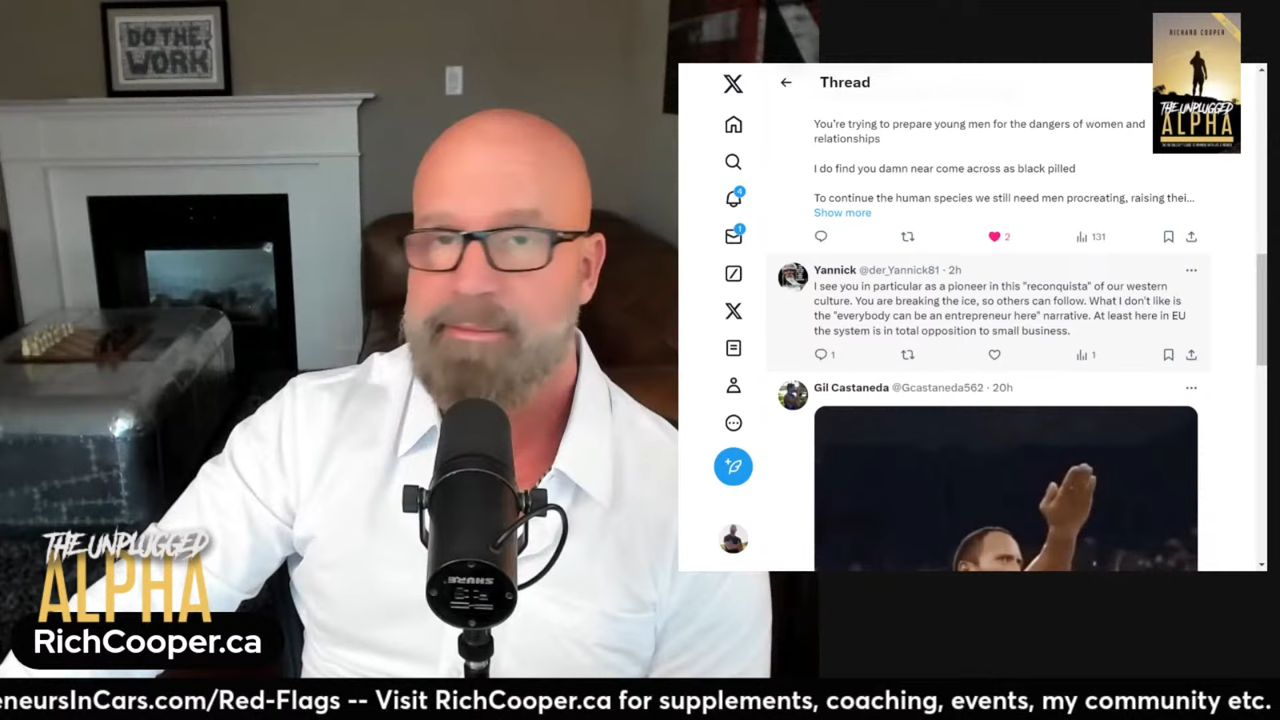 DO THE
WORK
RICHARD COOPER
THE UNPLUGGED
ALPHA
Thread
You're trying to prepare young men for the dangers of women and
relationships
I do find you damn near come across as black pilled
To continue the human species we still need men procreating, raising thei...
Show more
2
131
4
1
Yannick @der_Yannick81 · 2h
I see you in particular as a pioneer in this "reconquista" of our western
culture. You are breaking the ice, so others can follow. What I don't like is
the "everybody can be an entrepreneur here" narrative. At least here in EU
the system is in total opposition to small business.
1
1
Gil Castaneda @Gcastaneda562 · 20h
SHURE
THE UNPLUGGED
ALPHA
RichCooper.ca
eneursInCars.com/Red-Flags -- Visit RichCooper.ca for supplements, coaching, events, my community etc.